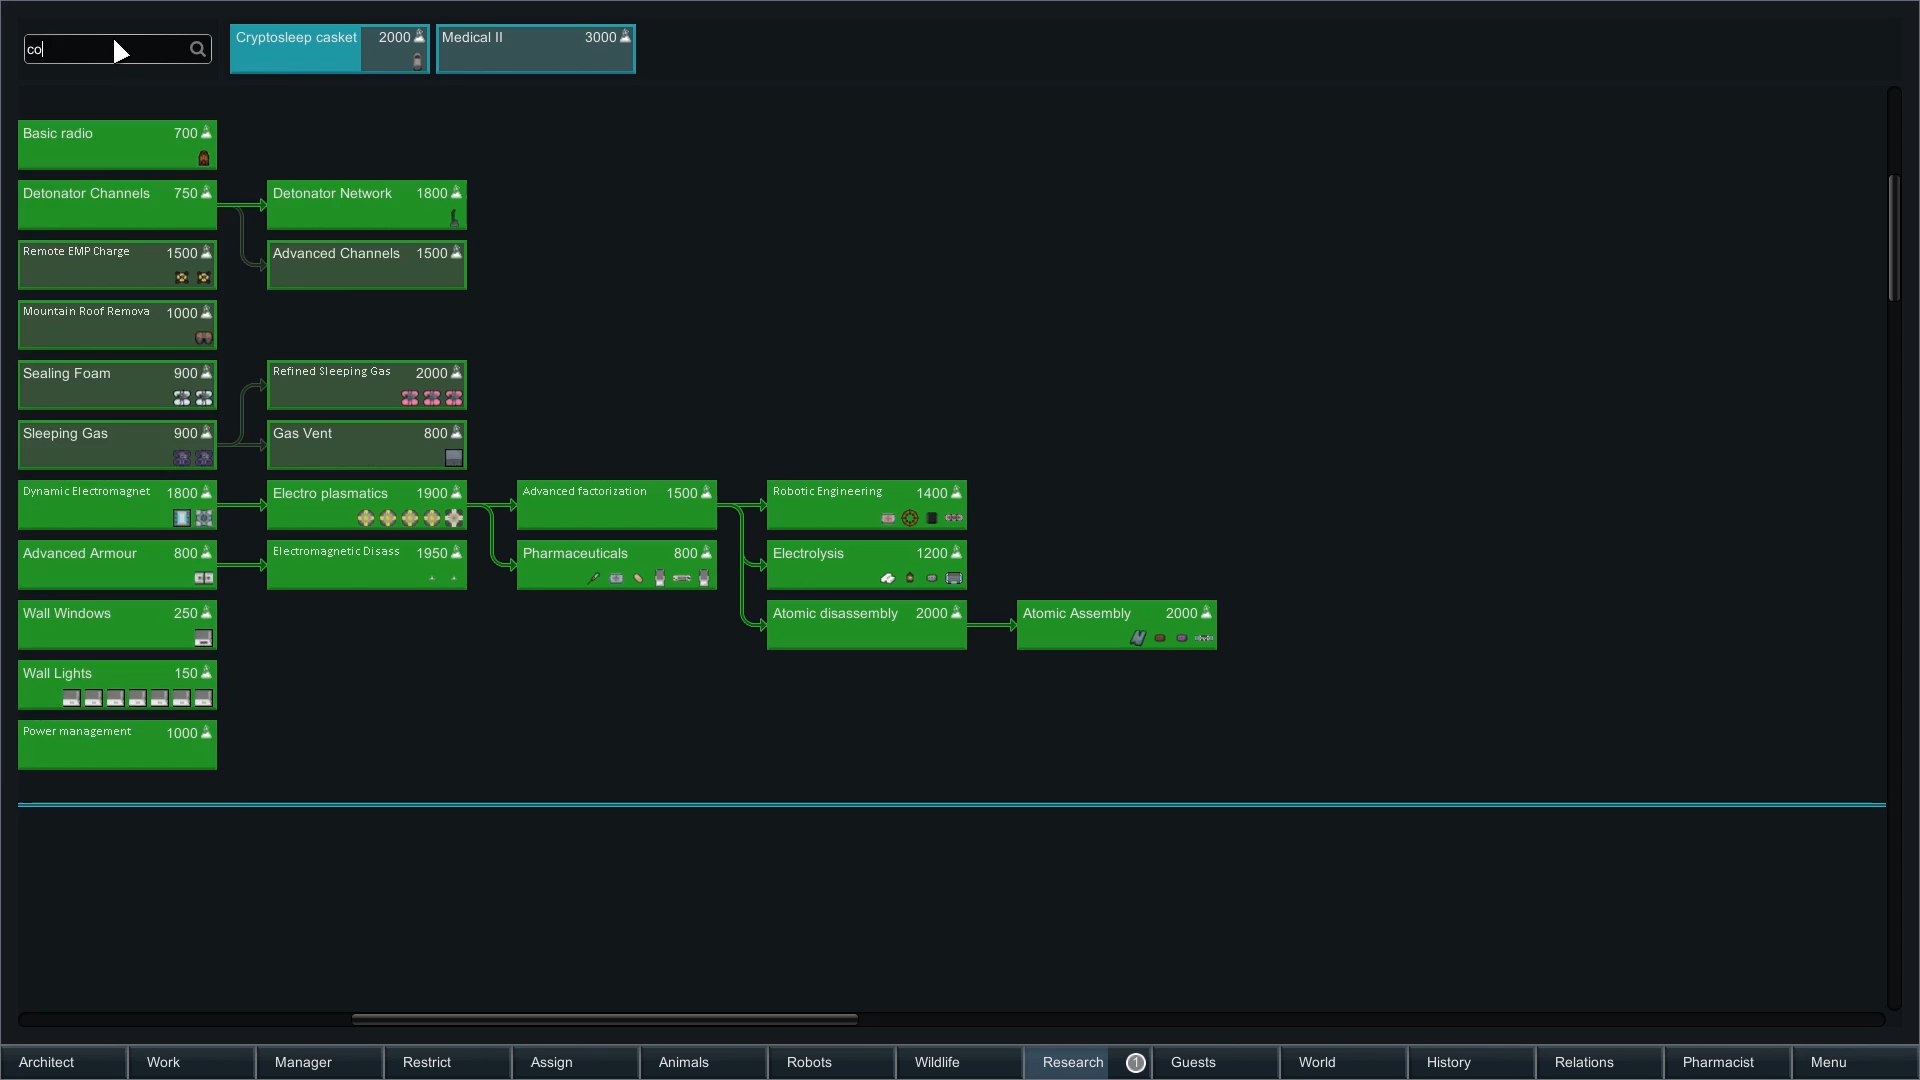 co
Cryptosleep casket 2000
Medical II 3000
Basic radio 700
Detonator Channels 750
Detonator Network 1800
Remote EMP Charge 1500
Advanced Channels 1500
Mountain Roof Remova 1000
Sealing Foam 900
Refined Sleeping Gas 2000
Sleeping Gas 900
Gas Vent 800
Dynamic Electromagnet 1800
Electro plasmatics 1900
Advanced factorization 1500
Robotic Engineering 1400
Advanced Armour 800
Electromagnetic Disass 1950
Pharmaceuticals 800
Electrolysis 1200
Wall Windows 250
Atomic disassembly 2000
Atomic Assembly 2000
Wall Lights 150
Power management 1000
Architect
Work
Manager
Restrict
Assign
Animals
Robots
Wildlife
Research 1
Guests
World
History
Relations
Pharmacist
Menu